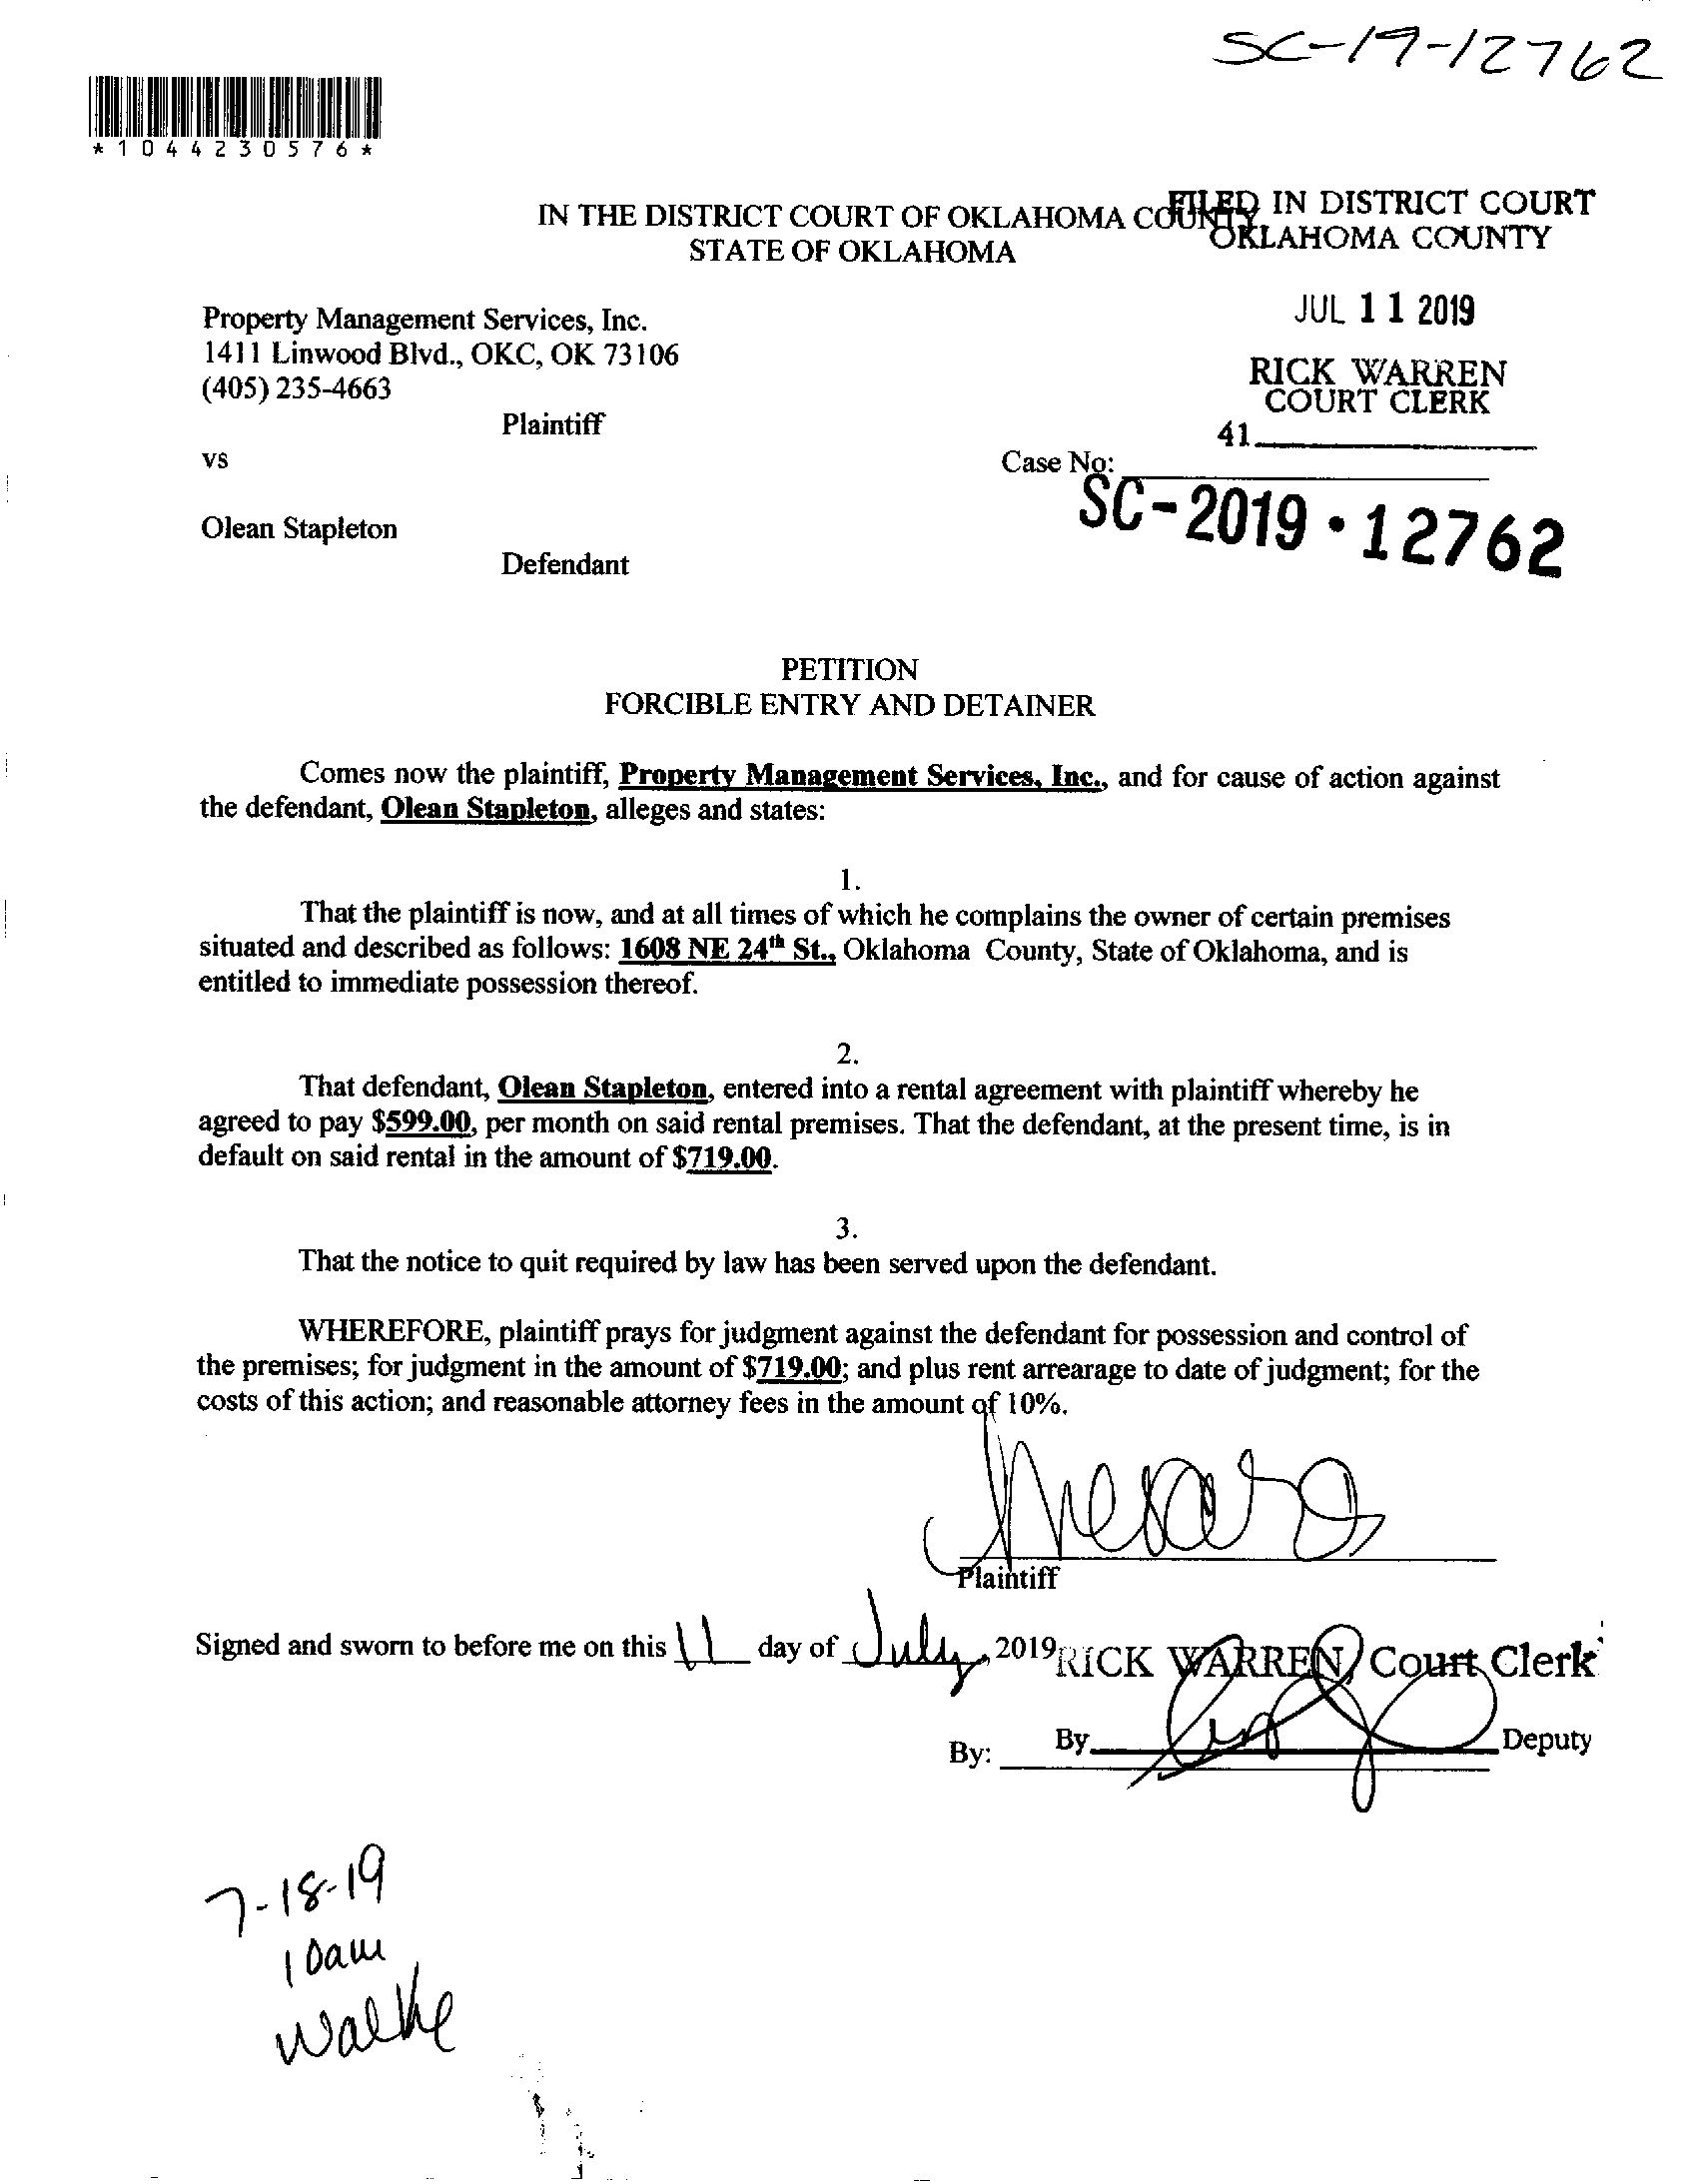 SC-19-12762
*1044230576*
IN THE DISTRICT COURT OF OKLAHOMA COUNTY
STATE OF OKLAHOMA
FILED IN DISTRICT COURT
OKLAHOMA COUNTY
JUL 11 2019
RICK WARREN
COURT CLERK
41
Property Management Services, Inc.
1411 Linwood Blvd., OKC, OK 73106
(405) 235-4663
Plaintiff
vs
Case No:
SC-2019-12762
Olean Stapleton
Defendant
PETITION
FORCIBLE ENTRY AND DETAINER
Comes now the plaintiff, Property Management Services, Inc., and for cause of action against
the defendant, Olean Stapleton, alleges and states:
1.
That the plaintiff is now, and at all times of which he complains the owner of certain premises
situated and described as follows: 1608 NE 24th St., Oklahoma County, State of Oklahoma, and is
entitled to immediate possession thereof.
2.
That defendant, Olean Stapleton, entered into a rental agreement with plaintiff whereby he
agreed to pay $599.00, per month on said rental premises. That the defendant, at the present time, is in
default on said rental in the amount of $719.00.
3.
That the notice to quit required by law has been served upon the defendant.
WHEREFORE, plaintiff prays for judgment against the defendant for possession and control of
the premises; for judgment in the amount of $719.00; and plus rent arrearage to date of judgment; for the
costs of this action; and reasonable attorney fees in the amount of 10%.
Plaintiff
Signed and sworn to before me on this 11 day of July, 2019
RICK WARREN, Court Clerk
By: By Deputy
7-18-19
10am
Walke